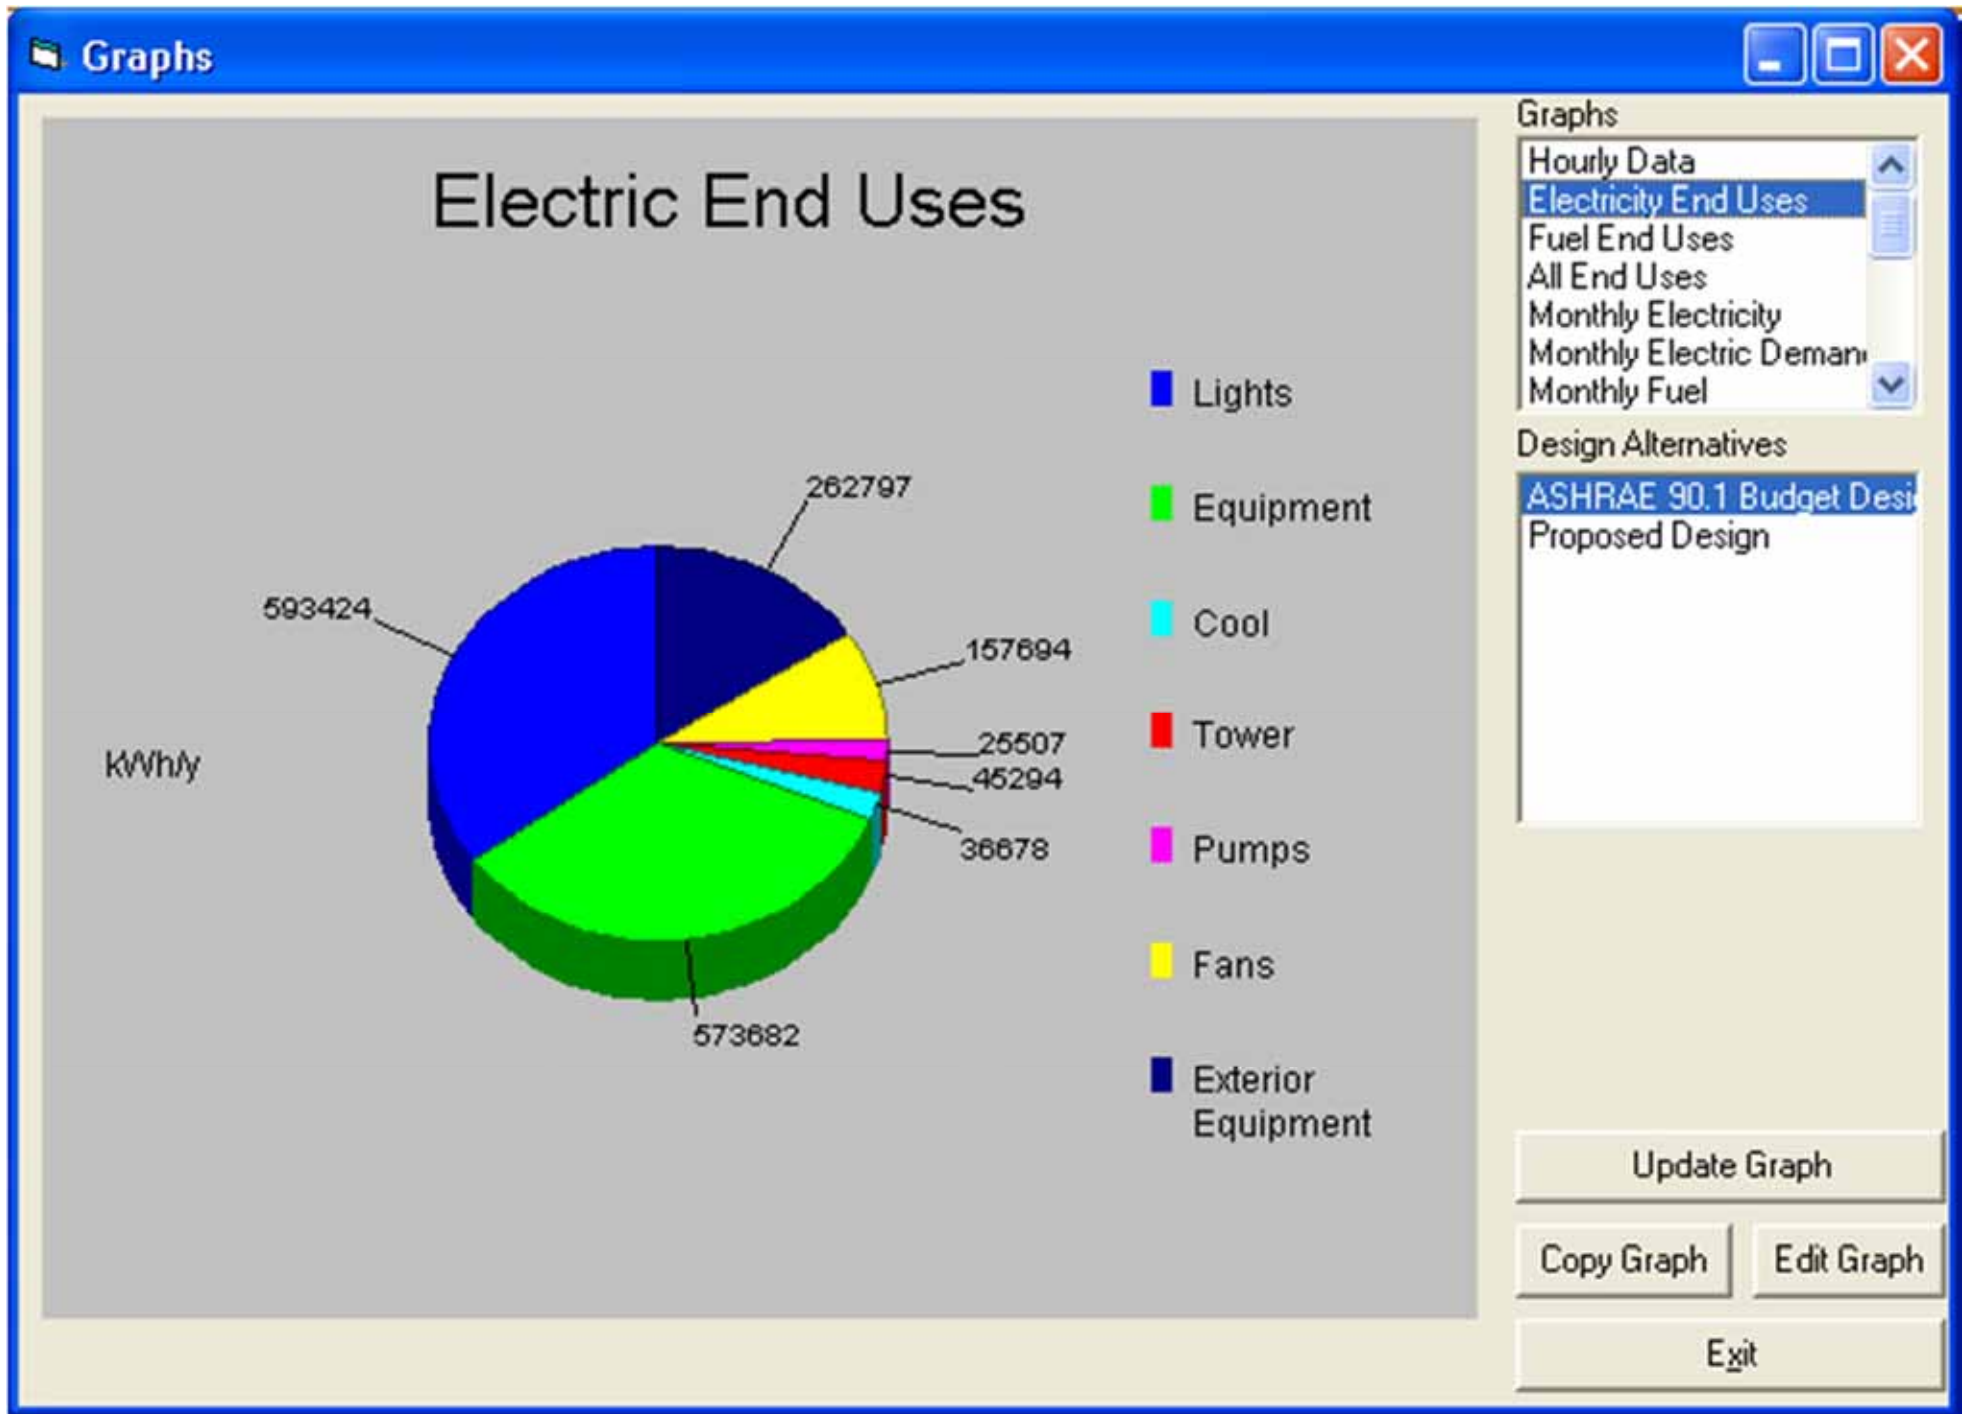 Graphs
Electric End Uses
Lights
262797
Equipment
593424
Cool
157694
Tower
25507
kWh/y
45294
Pumps
36678
Fans
573682
Exterior
Equipment
Graphs
Hourly Data
Electricity End Uses
Fuel End Uses
All End Uses
Monthly Electricity
Monthly Electric Deman
Monthly Fuel
Design Alternatives
ASHRAE 90.1 Budget Desi
Proposed Design
Update Graph
Copy Graph
Edit Graph
Exit